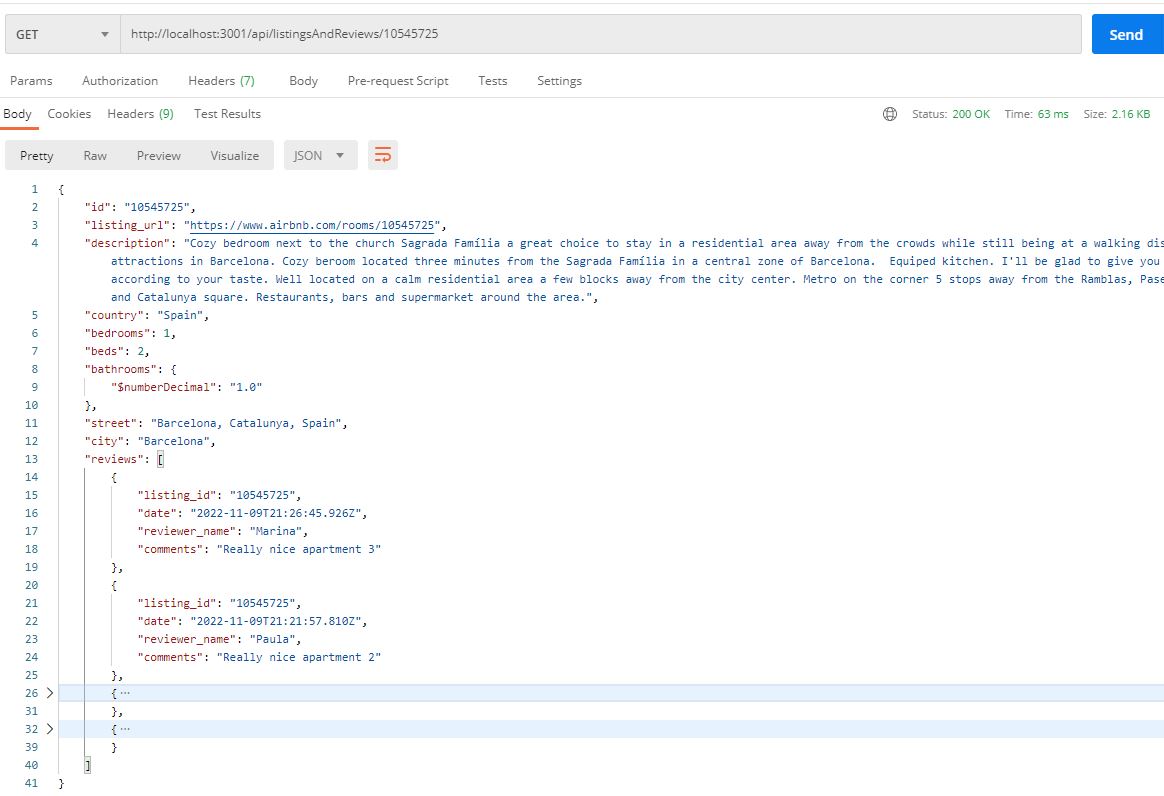 GET http://localhost:3001/api/listingsAndReviews/10545725 Send
Params Authorization Headers (7) Body Pre-request Script Tests Settings
Body Cookies Headers (9) Test Results Status: 200 OK Time: 63 ms Size: 2.16 KB
Pretty Raw Preview Visualize JSON
1 {
2 "id": "10545725",
3 "listing_url": "https://www.airbnb.com/rooms/10545725",
4 "description": "Cozy bedroom next to the church Sagrada Família a great choice to stay in a residential area away from the crowds while still being at a walking dis
attractions in Barcelona. Cozy beroom located three minutes from the Sagrada Família in a central zone of Barcelona.  Equiped kitchen. I'll be glad to give you
according to your taste. Well located on a calm residential area a few blocks away from the city center. Metro on the corner 5 stops away from the Ramblas, Pase
and Catalunya square. Restaurants, bars and supermarket around the area.",
5 "country": "Spain",
6 "bedrooms": 1,
7 "beds": 2,
8 "bathrooms": {
9 "$numberDecimal": "1.0"
10 },
11 "street": "Barcelona, Catalunya, Spain",
12 "city": "Barcelona",
13 "reviews": [
14 {
15 "listing_id": "10545725",
16 "date": "2022-11-09T21:26:45.926Z",
17 "reviewer_name": "Marina",
18 "comments": "Really nice apartment 3"
19 },
20 {
21 "listing_id": "10545725",
22 "date": "2022-11-09T21:21:57.810Z",
23 "reviewer_name": "Paula",
24 "comments": "Really nice apartment 2"
25 },
26 { ...
31 },
32 { ...
39 }
40 ]
41 }